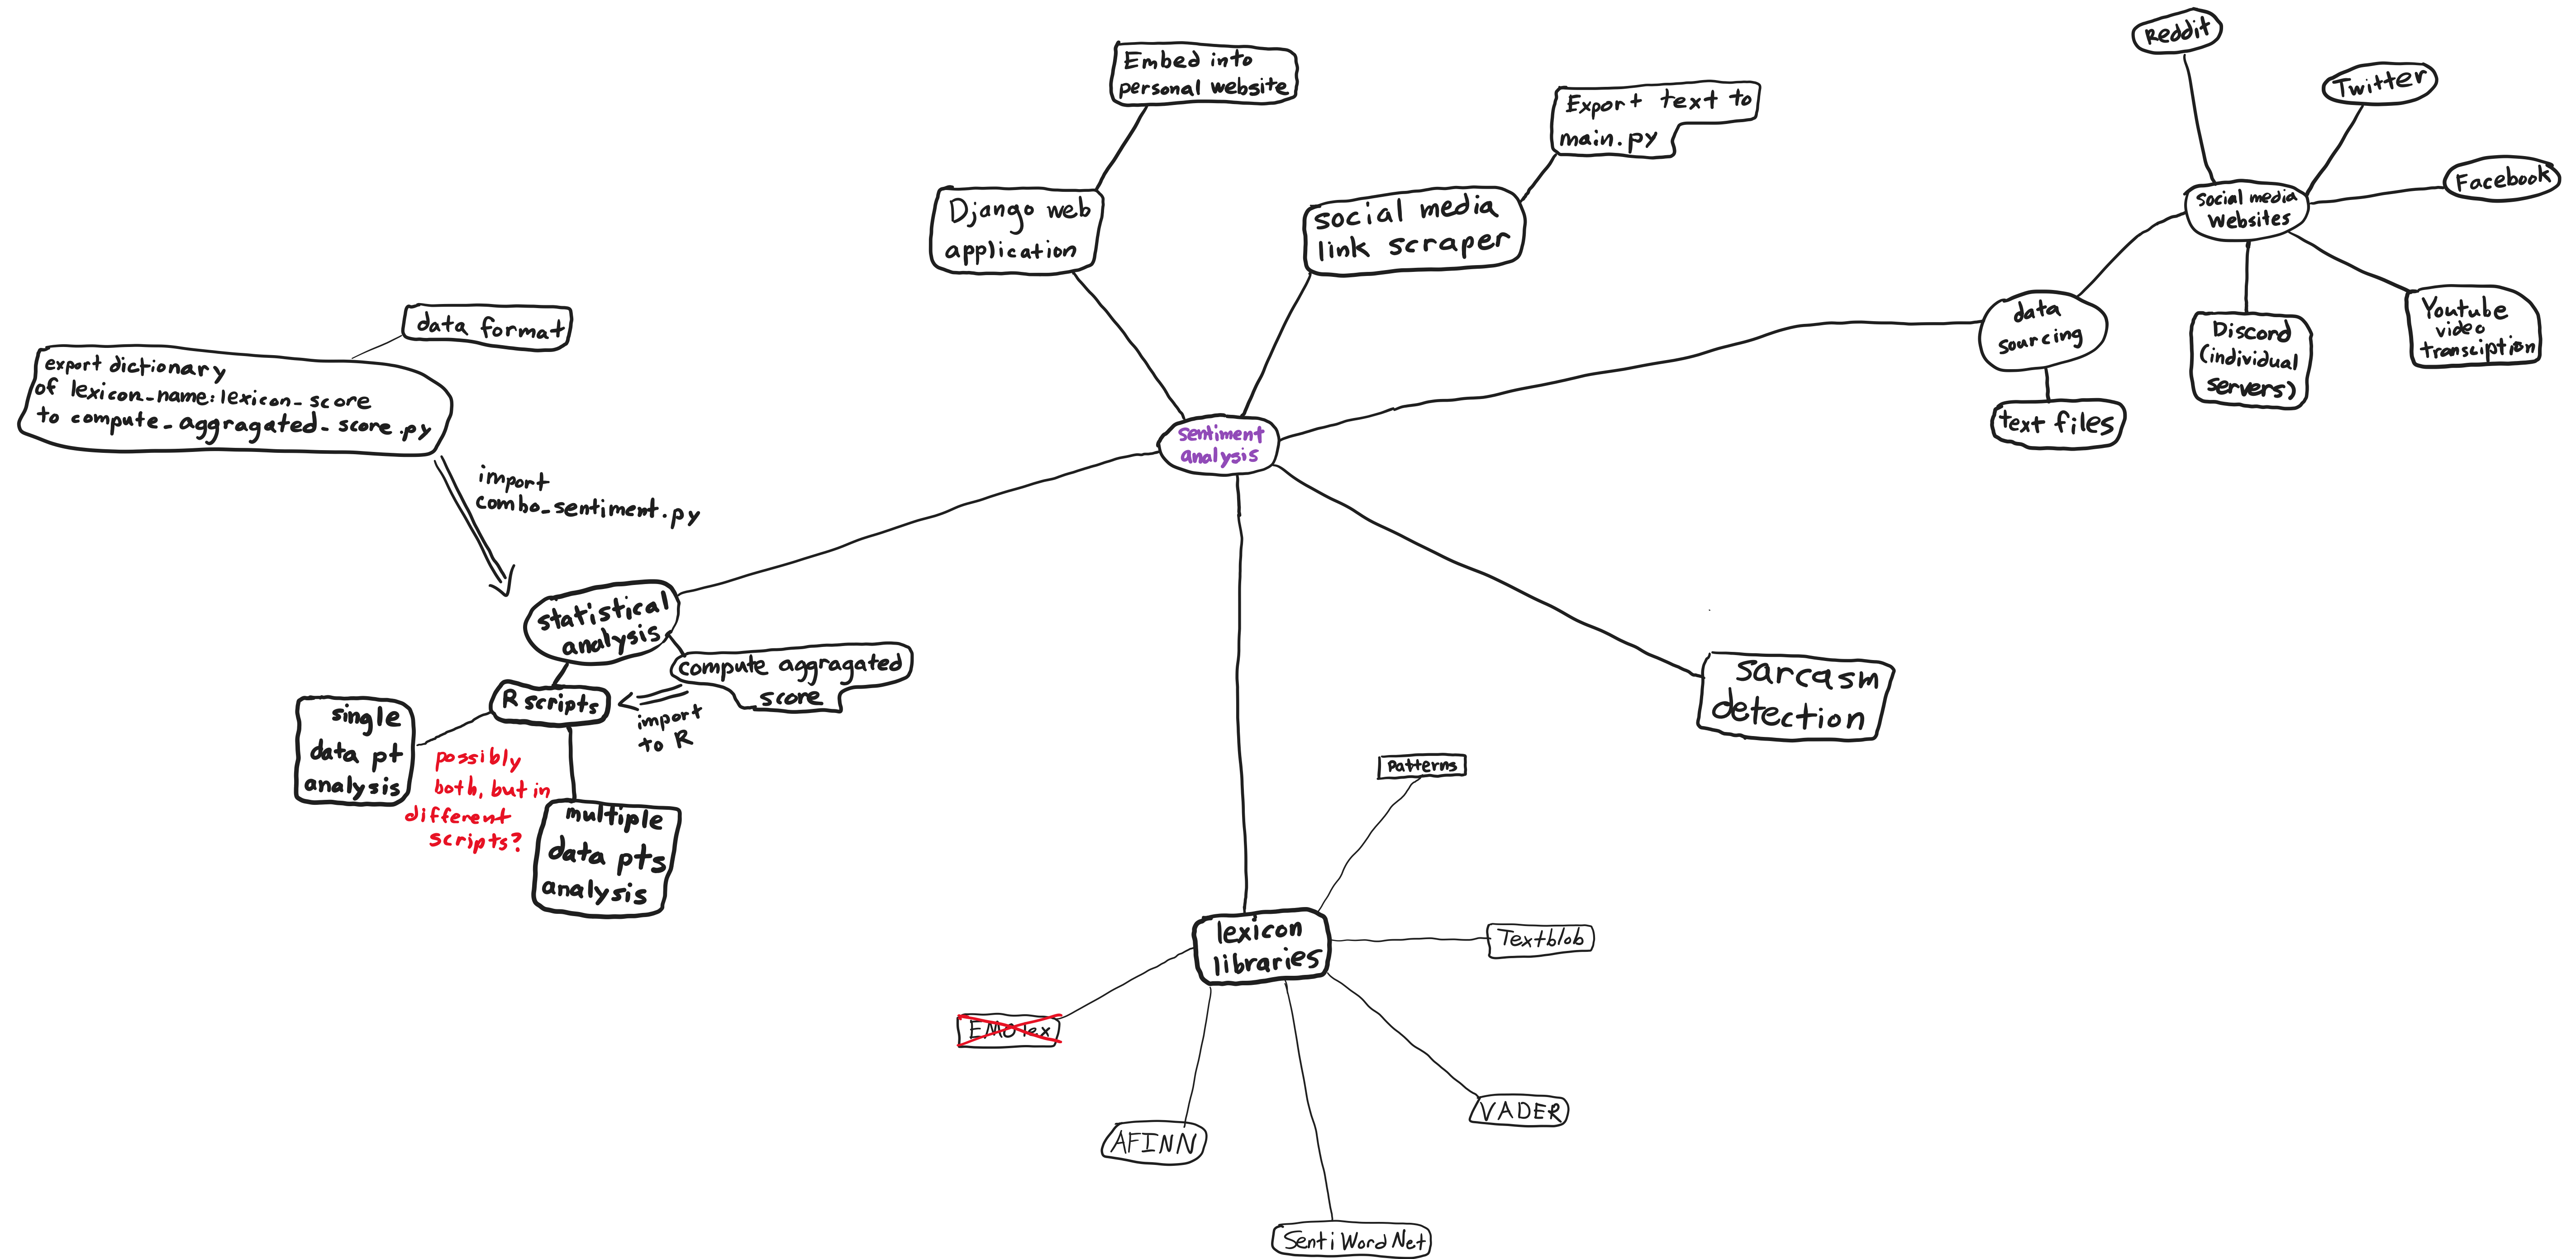 Reddit
Twitter
Facebook
social media
websites
Youtube
video
transciption
Discord
(individual
servers)
data
sourcing
text files
Embed into
personal website
Django web
application
Export text to
main.py
social media
link scraper
sentiment
analysis
data format
export dictionary
of lexicon_name:lexicon_score
to compute_aggragated_score.py
import
combo_sentiment.py
statistical
analysis
compute aggragated
score
R scripts
import
to R
single
data pt
analysis
possibly
both, but in
different
scripts?
multiple
data pts
analysis
sarcasm
detection
Patterns
lexicon
libraries
Textblob
EMOlex
VADER
AFINN
SentiWordNet